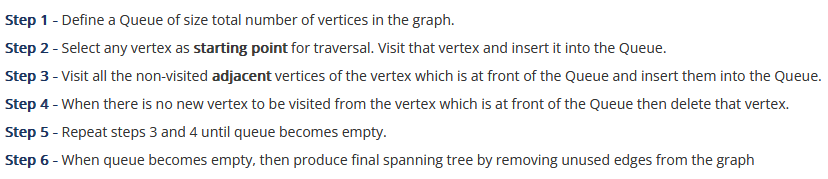 Step 1 - Define a Queue of size total number of vertices in the graph.
Step 2 - Select any vertex as starting point for traversal. Visit that vertex and insert it into the Queue.
Step 3 - Visit all the non-visited adjacent vertices of the vertex which is at front of the Queue and insert them into the Queue.
Step 4 - When there is no new vertex to be visited from the vertex which is at front of the Queue then delete that vertex.
Step 5 - Repeat steps 3 and 4 until queue becomes empty.
Step 6 - When queue becomes empty, then produce final spanning tree by removing unused edges from the graph